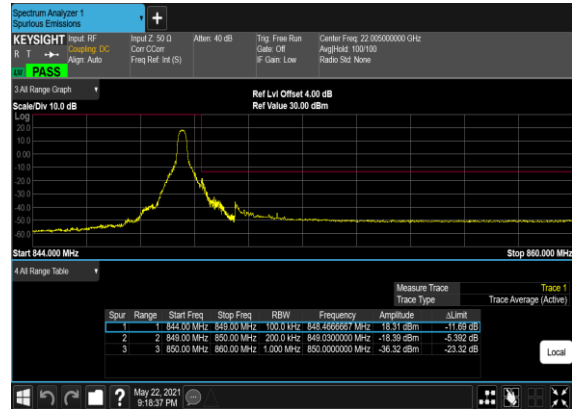 Spectrum Analyzer 1
Spurious Emissions
+
KEYSIGHT Input: RF Input Z: 50 Ω Atten: 40 dB Trig: Free Run Center Freq: 22.005000000 GHz
R T Coupling: DC Corr CCorr Gate: Off Avg|Hold: 100/100
Align: Auto Freq Ref: Int (S) IF Gain: Low Radio Std: None
LW PASS
3 All Range Graph
Ref Lvl Offset 4.00 dB
Scale/Div 10.0 dB Ref Value 30.00 dBm
Log
20.0
10.0
0.00
-10.0
-20.0
-30.0
-40.0
-50.0
-60.0
Start 844.000 MHz Stop 860.000 MHz
4 All Range Table
Measure Trace Trace 1
Trace Type Trace Average (Active)
Spur Range Start Freq Stop Freq RBW Frequency Amplitude ΔLimit
1 1 844.00 MHz 849.00 MHz 100.0 kHz 848.4666667 MHz 18.31 dBm -11.69 dB
2 2 849.00 MHz 850.00 MHz 200.0 kHz 849.0300000 MHz -18.39 dBm -5.392 dB
3 3 850.00 MHz 860.00 MHz 1.000 MHz 850.0000000 MHz -36.32 dBm -23.32 dB
Local
? May 22, 2021
9:18:37 PM